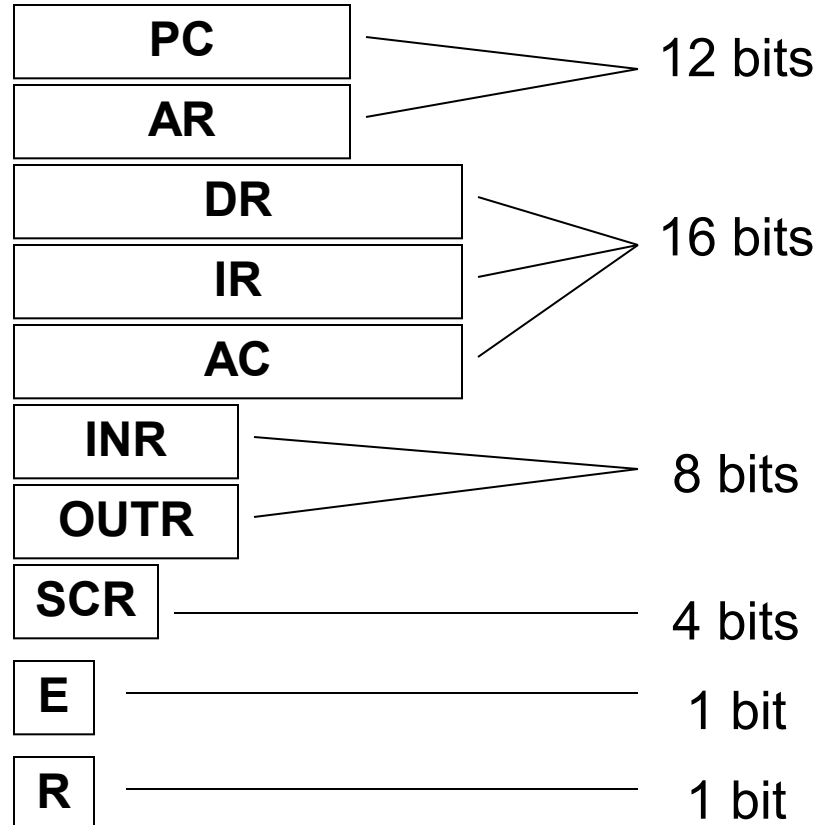 PC
12 bits
AR
DR
16 bits
IR
AC
INR
8 bits
OUTR
SCR
4 bits
E
1 bit
R
1 bit